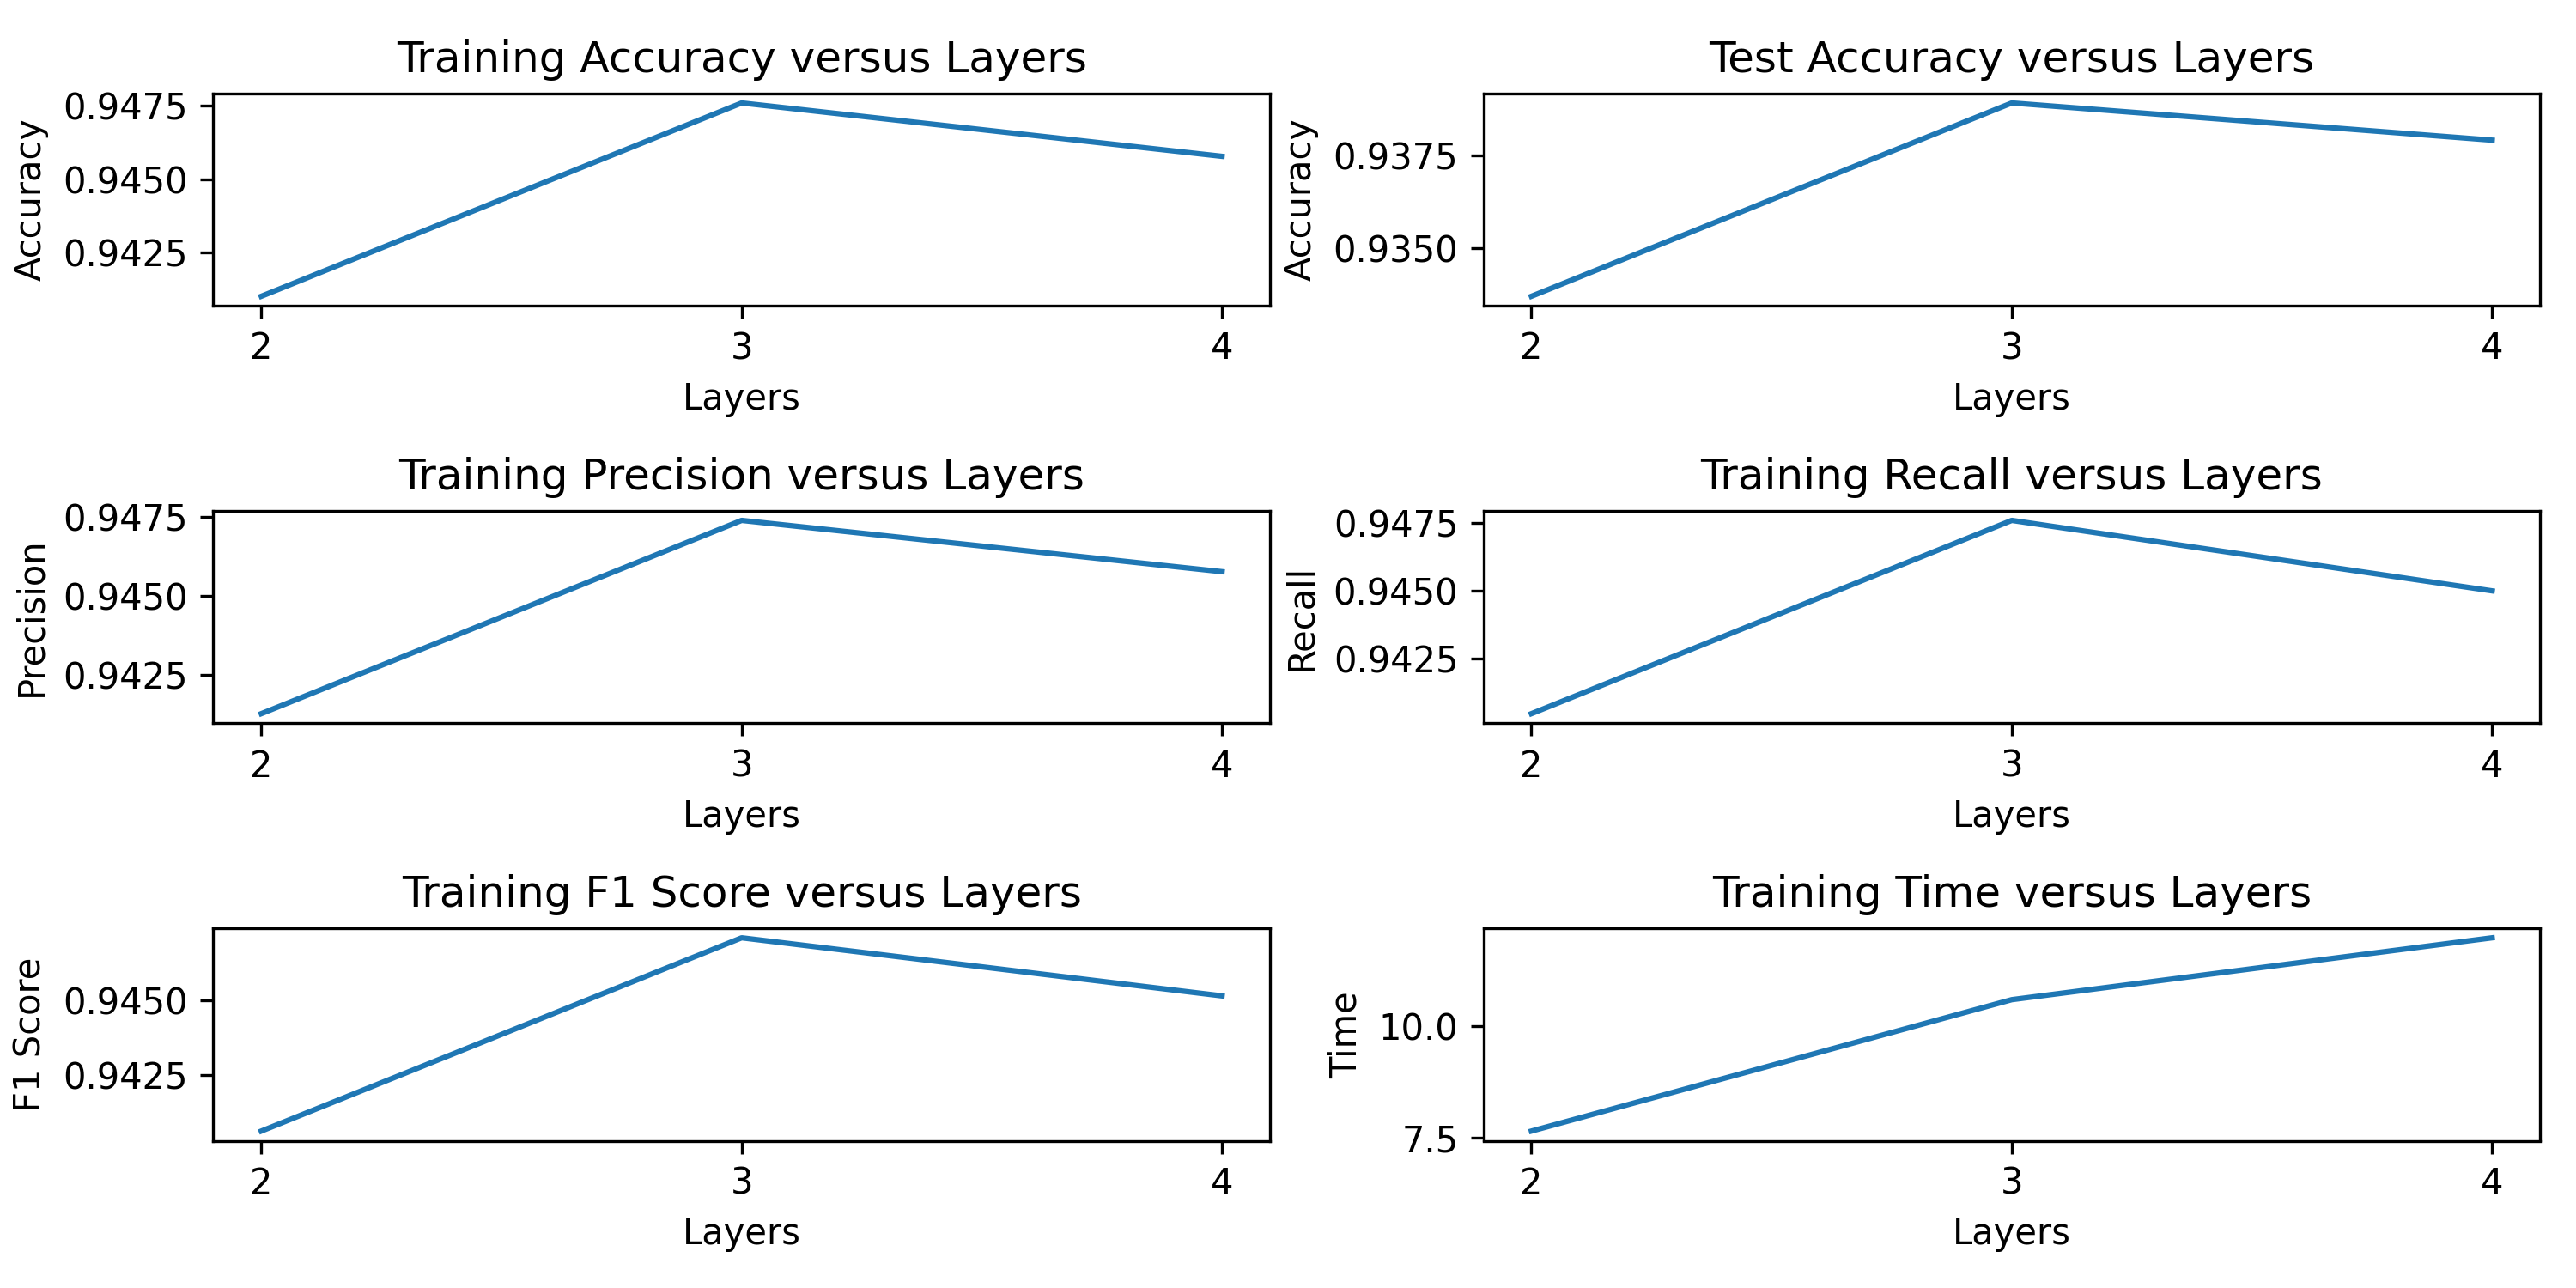 Training Accuracy versus Layers
Accuracy
0.9475
0.9450
0.9425
2 3 4
Layers
Test Accuracy versus Layers
Accuracy
0.9375
0.9350
2 3 4
Layers
Training Precision versus Layers
Precision
0.9475
0.9450
0.9425
2 3 4
Layers
Training Recall versus Layers
Recall
0.9475
0.9450
0.9425
2 3 4
Layers
Training F1 Score versus Layers
F1 Score
0.9450
0.9425
2 3 4
Layers
Training Time versus Layers
Time
10.0
7.5
2 3 4
Layers